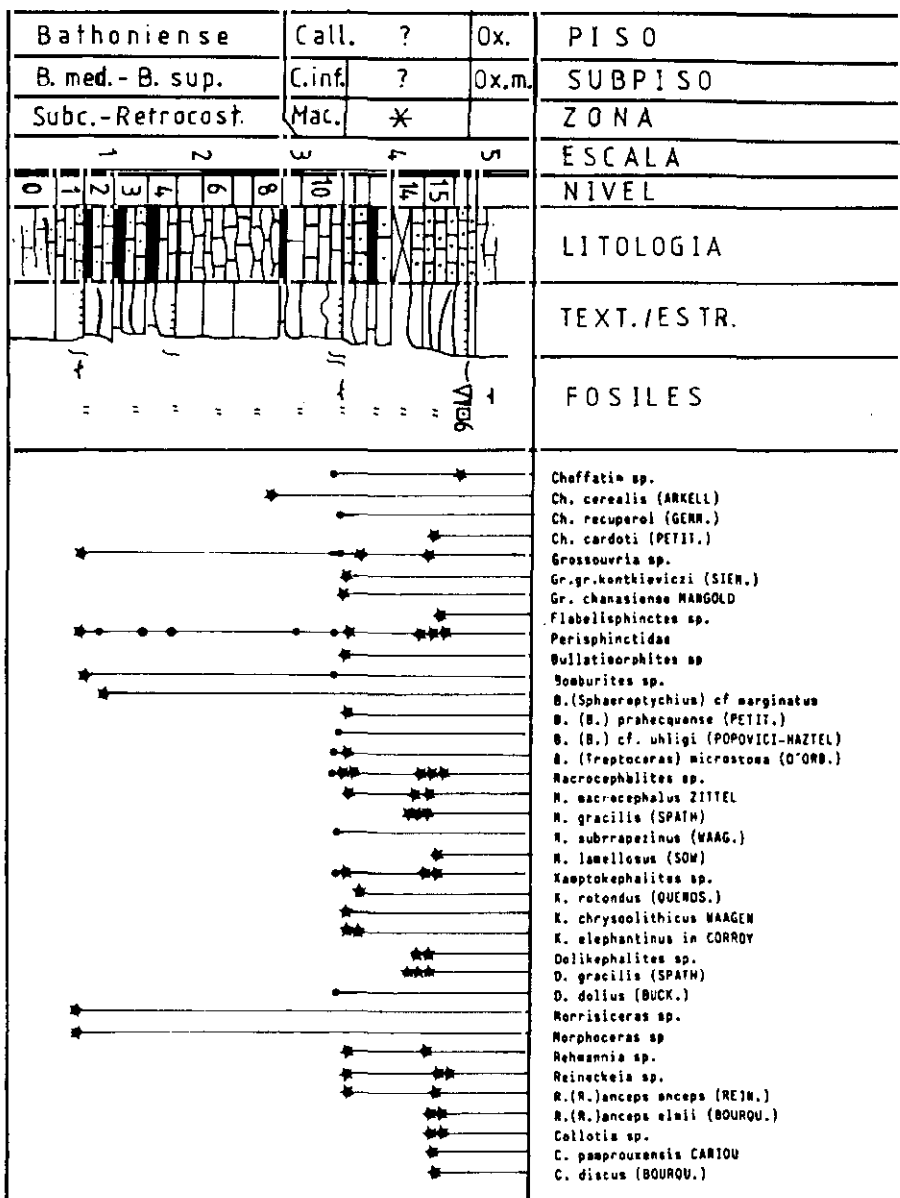 Bathoniense Call. ? Ox. PISO
B. med.- B. sup. C.inf. ? Ox.m. SUBPISO
Subc.-Retrocost. Mac. * ZONA
1 2 3 4 5 ESCALA
0 1 2 3 4 6 8 10 14 15 NIVEL
LITOLOGIA
TEXT./ESTR.
FOSILES
Choffatia sp.
Ch. cerealis (ARKELL)
Ch. recuperoi (GEMM.)
Ch. cardoti (PETIT.)
Grossouvria sp.
Gr.gr.kontkieviczi (SIEM.)
Gr. chanasiense MANGOLD
Flabelisphinctes sp.
Perisphinctidae
Bullatimorphites sp
Bomburites sp.
B.(Sphaeroptychius) cf marginatus
B. (B.) prahecquense (PETIT.)
B. (B.) cf. uhligi (POPOVICI-HAZTEL)
B. (Treptoceras) microstoma (D'ORB.)
Macrocephalites sp.
M. macrocephalus ZITTEL
M. gracilis (SPATH)
M. subrrapezinus (WAAG.)
M. lamellosus (SOW)
Kamptokephalites sp.
K. rotondus (QUENDS.)
K. chrysoolithicus WAAGEN
K. elephantinus in CORROY
Dolikephalites sp.
D. gracilis (SPATH)
D. dolius (BUCK.)
Morrisiceras sp.
Morphoceras sp
Rehmannia sp.
Reineckeia sp.
R.(R.)anceps anceps (REIN.)
R.(R.)anceps elmii (BOURQU.)
Collotia sp.
C. pamprouxensis CARIOU
C. discus (BOURQU.)